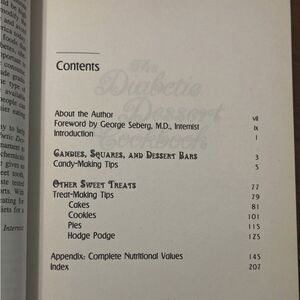 Contents
The
Diabetic
Dessert
Cookbook
About the Author vii
Foreword by George Seberg, M.D., Internist ix
Introduction 1
Candies, Squares, and Dessert Bars 3
Candy-Making Tips 5
Other Sweet Treats 77
Treat-Making Tips 79
Cakes 81
Cookies 101
Pies 115
Hodge Podge 125
Appendix: Complete Nutritional Values 145
Index 207